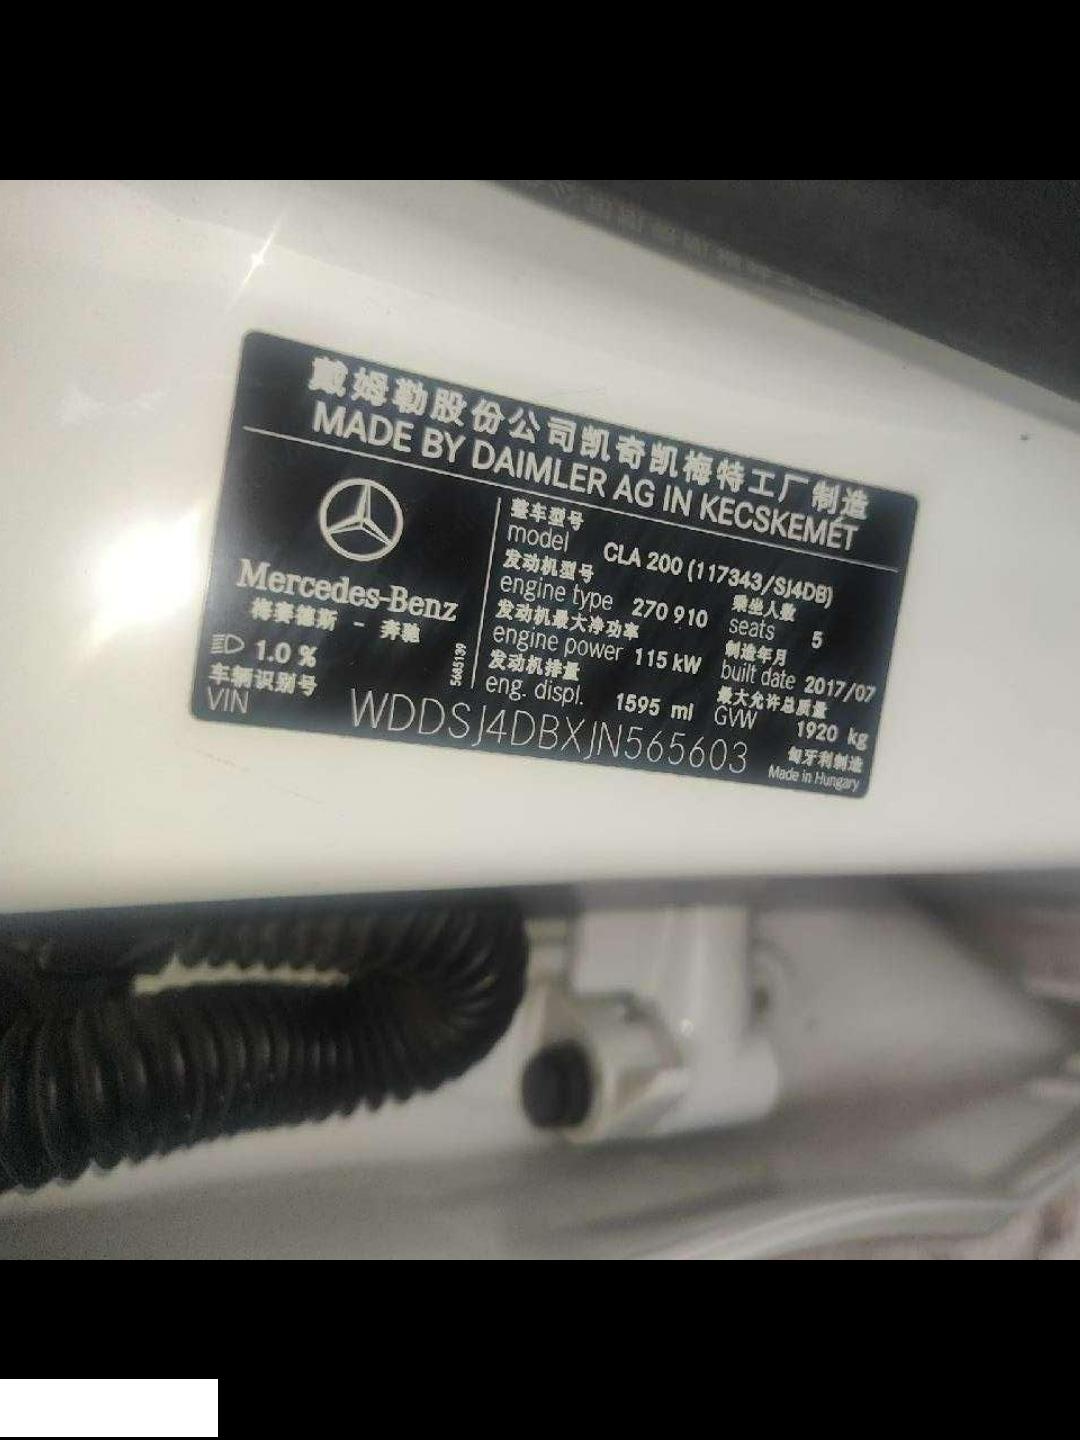 戴姆勒股份公司凯奇凯梅特工厂制造
MADE BY DAIMLER AG IN KECSKEMÉT
Mercedes-Benz
梅赛德斯 - 奔驰
1.0 %
车辆识别号
VIN WDDSJ4DBXJN565603
5685139
整车型号
model CLA 200 (117343/SJ4DB)
发动机型号
engine type 270 910
发动机最大净功率
engine power 115 kW
发动机排量
eng. displ. 1595 ml
乘坐人数
seats 5
制造年月
built date 2017/07
最大允许总质量
GVW 1920 kg
匈牙利制造
Made in Hungary